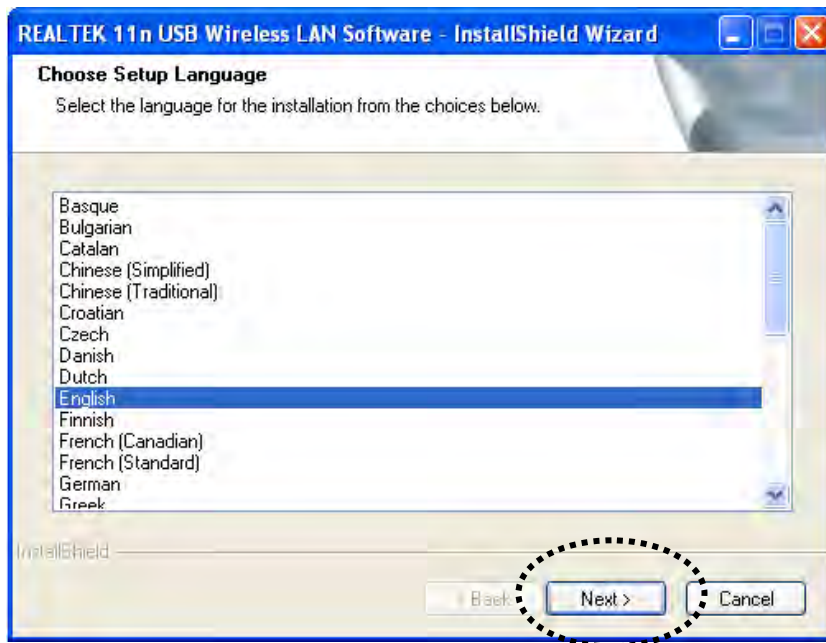 REALTEK 11n USB Wireless LAN Software - InstallShield Wizard
Choose Setup Language
Select the language for the installation from the choices below.
Basque
Bulgarian
Catalan
Chinese (Simplified)
Chinese (Traditional)
Croatian
Czech
Danish
Dutch
English
Finnish
French (Canadian)
French (Standard)
German
Greek
InstallShield
< Back
Next >
Cancel